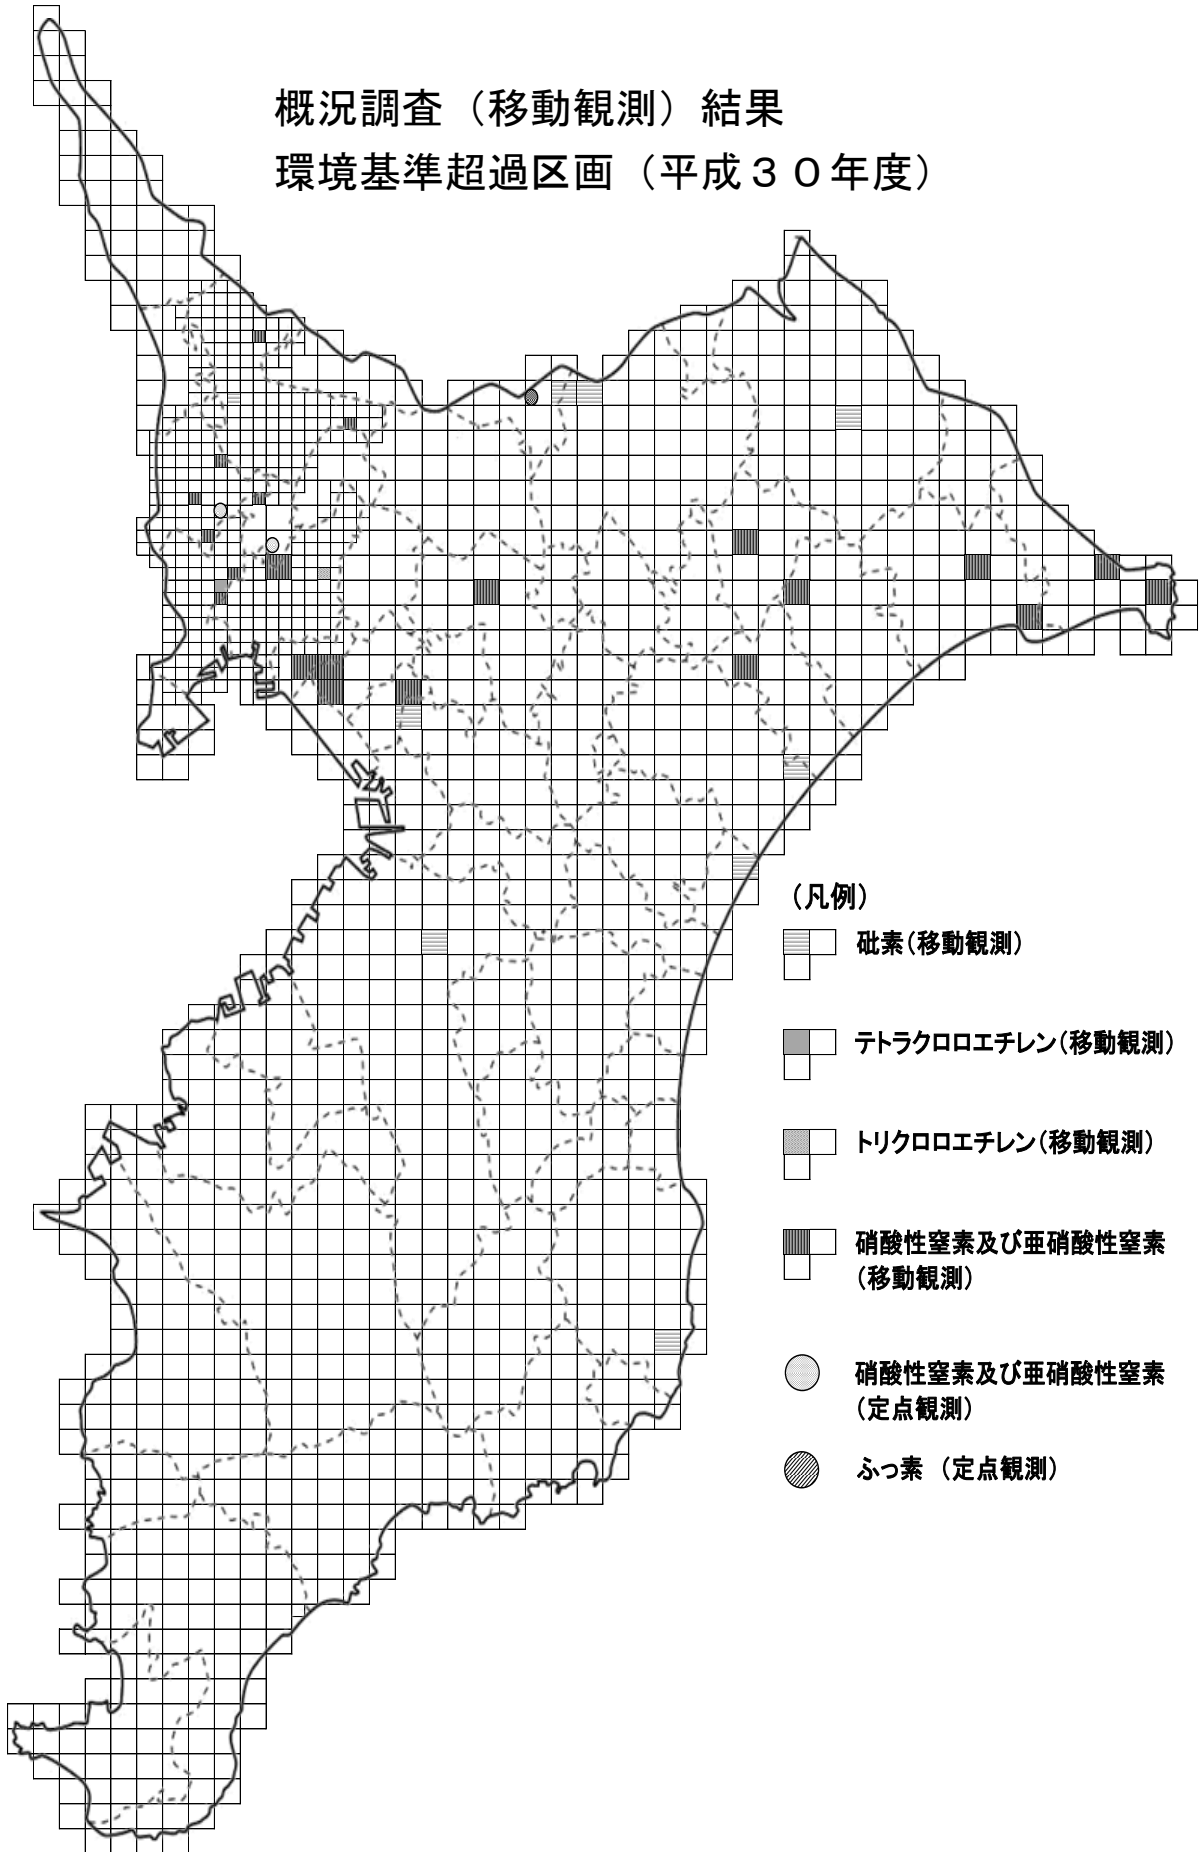 概況調査（移動観測）結果
環境基準超過区画（平成３０年度）
（凡例）
砒素（移動観測）
テトラクロロエチレン（移動観測）
トリクロロエチレン（移動観測）
硝酸性窒素及び亜硝酸性窒素
（移動観測）
硝酸性窒素及び亜硝酸性窒素
（定点観測）
ふっ素 （定点観測）